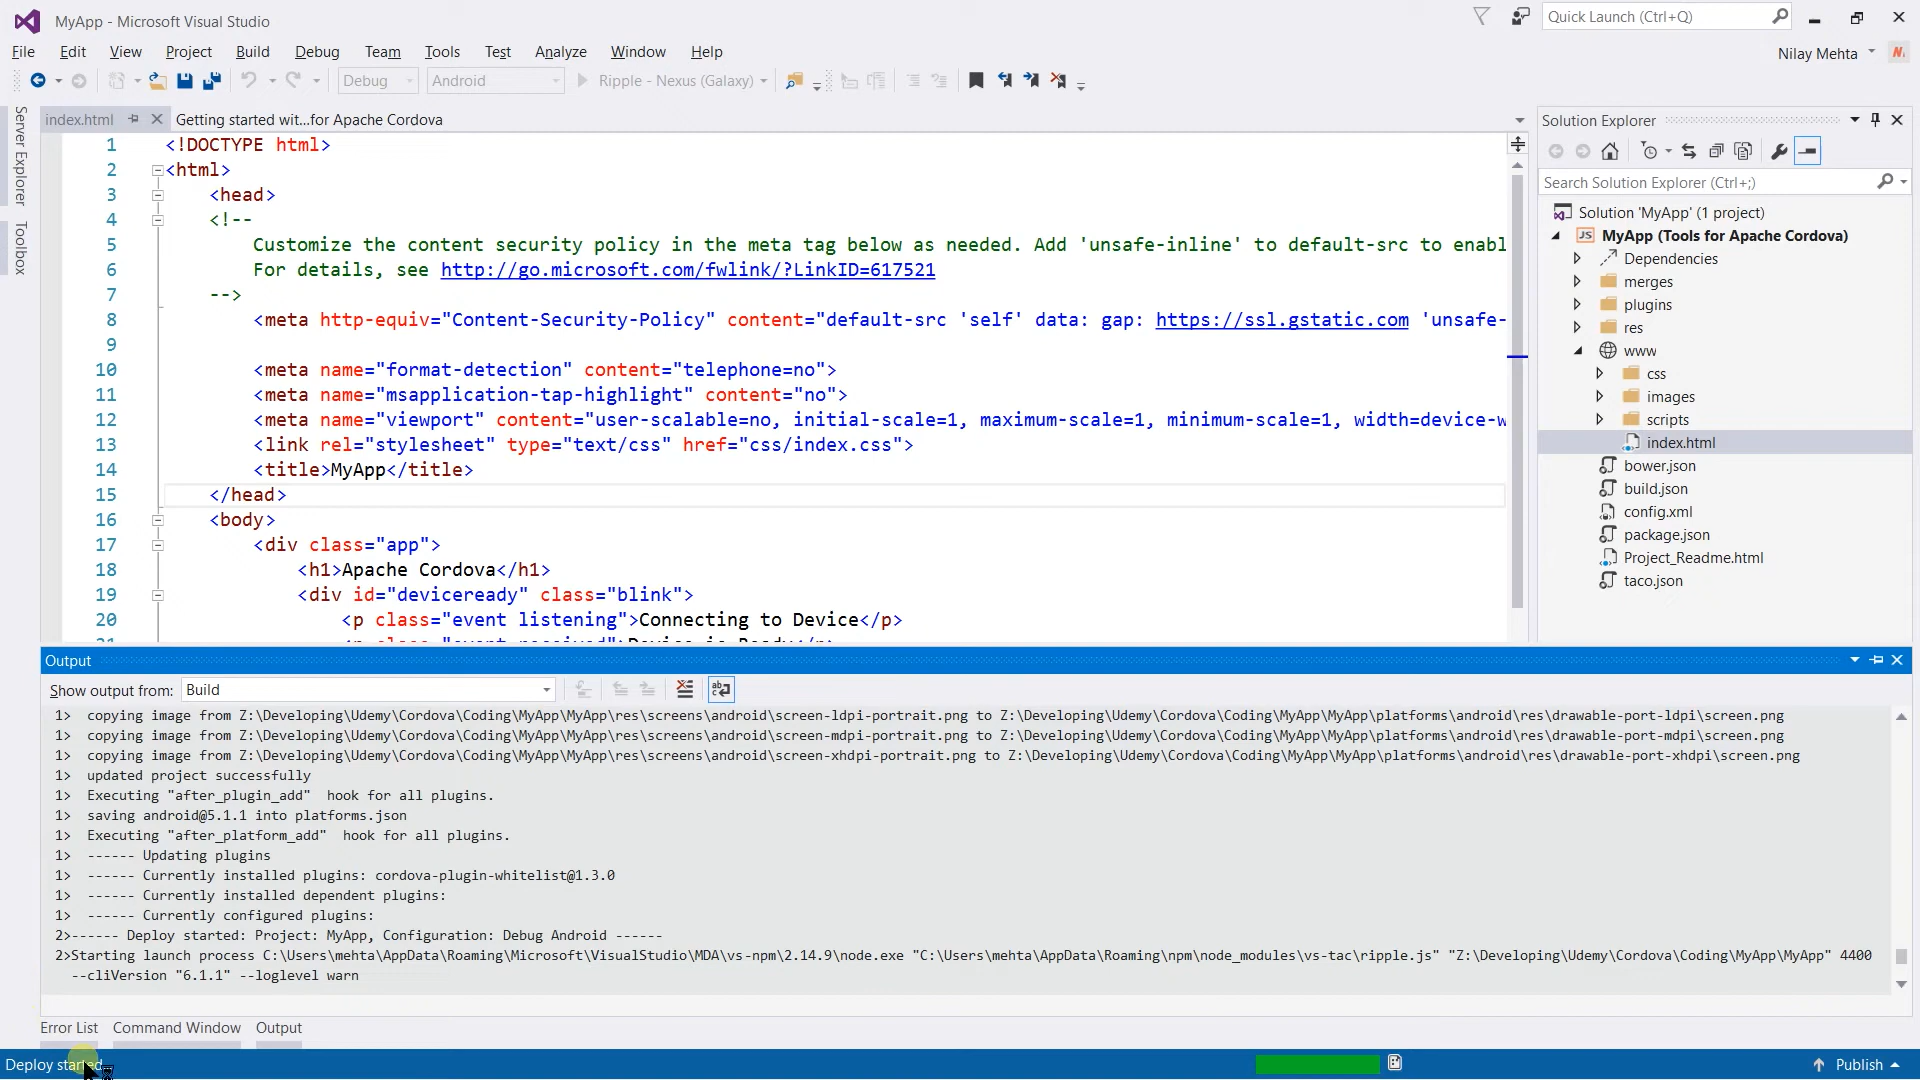 MyApp - Microsoft Visual Studio
Quick Launch (Ctrl+Q)
File Edit View Project Build Debug Team Tools Test Analyze Window Help
Nilay Mehta
N.
Debug Android Ripple - Nexus (Galaxy)
Server Explorer
Toolbox
index.html Getting started wit...for Apache Cordova
1 <!DOCTYPE html>
2 <html>
3 <head>
4 <!--
5 Customize the content security policy in the meta tag below as needed. Add 'unsafe-inline' to default-src to enabl
6 For details, see http://go.microsoft.com/fwlink/?LinkID=617521
7 -->
8 <meta http-equiv="Content-Security-Policy" content="default-src 'self' data: gap: https://ssl.gstatic.com 'unsafe-
9
10 <meta name="format-detection" content="telephone=no">
11 <meta name="msapplication-tap-highlight" content="no">
12 <meta name="viewport" content="user-scalable=no, initial-scale=1, maximum-scale=1, minimum-scale=1, width=device-w
13 <link rel="stylesheet" type="text/css" href="css/index.css">
14 <title>MyApp</title>
15 </head>
16 <body>
17 <div class="app">
18 <h1>Apache Cordova</h1>
19 <div id="deviceready" class="blink">
20 <p class="event listening">Connecting to Device</p>
21 <p class="event received">Device is Ready</p>
Solution Explorer
Search Solution Explorer (Ctrl+;)
Solution 'MyApp' (1 project)
JS MyApp (Tools for Apache Cordova)
Dependencies
merges
plugins
res
www
css
images
scripts
index.html
bower.json
build.json
config.xml
package.json
Project_Readme.html
taco.json
Output
Show output from: Build
1> copying image from Z:\Developing\Udemy\Cordova\Coding\MyApp\MyApp\res\screens\android\screen-ldpi-portrait.png to Z:\Developing\Udemy\Cordova\Coding\MyApp\MyApp\platforms\android\res\drawable-port-ldpi\screen.png
1> copying image from Z:\Developing\Udemy\Cordova\Coding\MyApp\MyApp\res\screens\android\screen-mdpi-portrait.png to Z:\Developing\Udemy\Cordova\Coding\MyApp\MyApp\platforms\android\res\drawable-port-mdpi\screen.png
1> copying image from Z:\Developing\Udemy\Cordova\Coding\MyApp\MyApp\res\screens\android\screen-xhdpi-portrait.png to Z:\Developing\Udemy\Cordova\Coding\MyApp\MyApp\platforms\android\res\drawable-port-xhdpi\screen.png
1> updated project successfully
1> Executing "after_plugin_add" hook for all plugins.
1> saving android@5.1.1 into platforms.json
1> Executing "after_platform_add" hook for all plugins.
1> ------ Updating plugins
1> ------ Currently installed plugins: cordova-plugin-whitelist@1.3.0
1> ------ Currently installed dependent plugins:
1> ------ Currently configured plugins:
2>------ Deploy started: Project: MyApp, Configuration: Debug Android ------
2>Starting launch process C:\Users\mehta\AppData\Roaming\Microsoft\VisualStudio\MDA\vs-npm\2.14.9\node.exe "C:\Users\mehta\AppData\Roaming\npm\node_modules\vs-tac\ripple.js" "Z:\Developing\Udemy\Cordova\Coding\MyApp\MyApp" 4400
--cliVersion "6.1.1" --loglevel warn
Error List Command Window Output
Deploy started
Publish